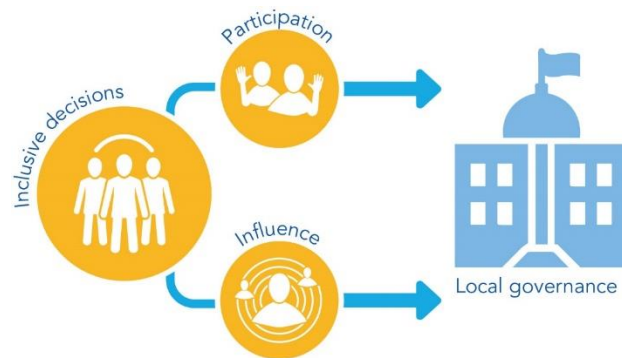 Participation
Inclusive decisions
Influence
Local governance